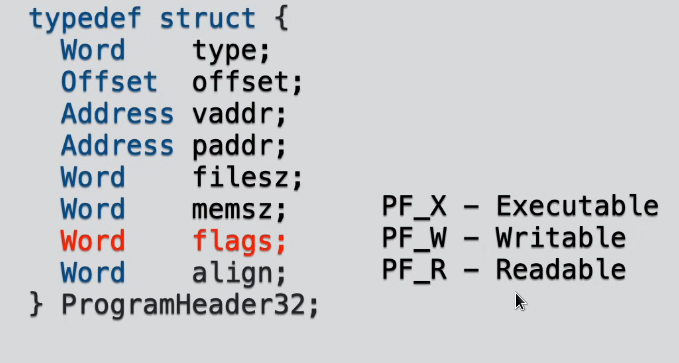 typedef struct {
Word type;
Offset offset;
Address vaddr;
Address paddr;
Word filesz;
Word memsz;
Word flags;
Word align;
} ProgramHeader32;
PF_X – Executable
PF_W – Writable
PF_R – Readable